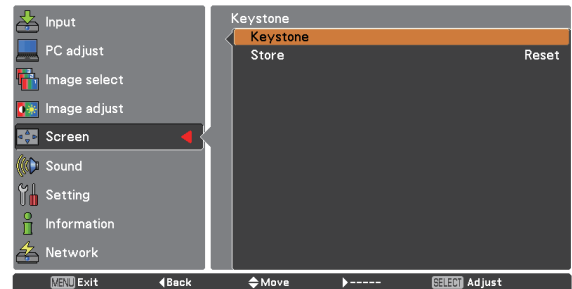 Input
PC adjust
Image select
Image adjust
Screen
Sound
Setting
Information
Network
Keystone
Keystone
Store Reset
MENU Exit Back Move ----- SELECT Adjust